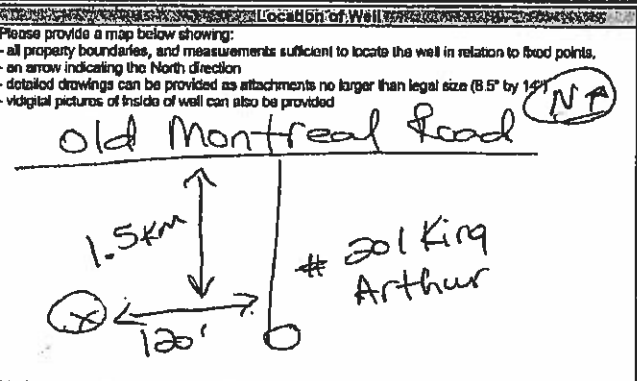 Location of Well
Please provide a map below showing:
- all property boundaries, and measurements sufficient to locate the well in relation to fixed points,
- an arrow indicating the North direction
- detailed drawings can be provided as attachments no larger than legal size (8.5" by 14")
- vidigital pictures of inside of well can also be provided
N
Old Montreal Road
1.5km
# 201 King
Arthur
X
120'